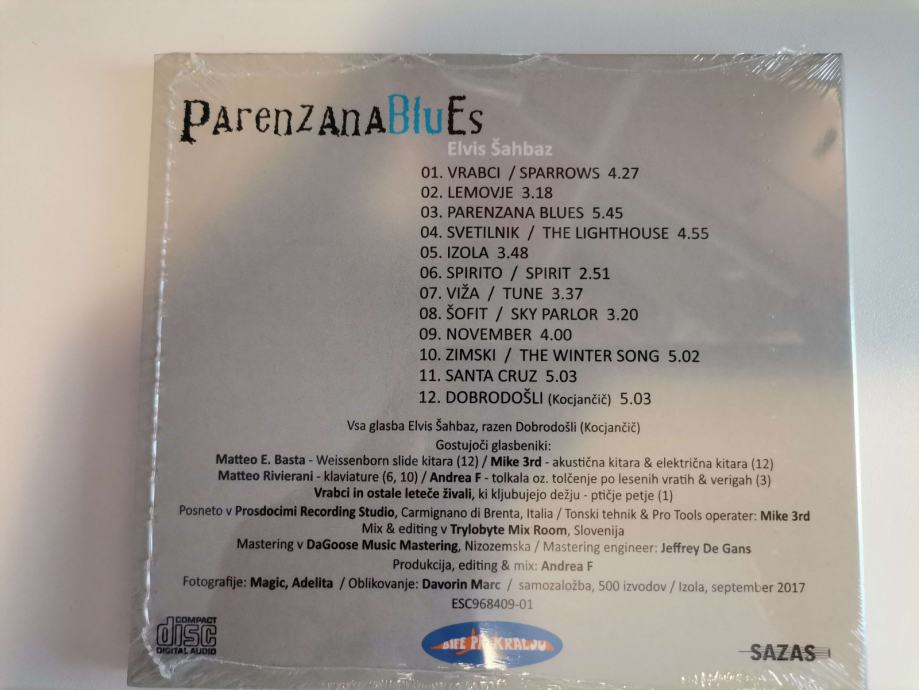 ParenzanaBluEs
Elvis Šahbaz
01. VRABCI / SPARROWS 4.27
02. LEMOVJE 3.18
03. PARENZANA BLUES 5.45
04. SVETILNIK / THE LIGHTHOUSE 4.55
05. IZOLA 3.48
06. SPIRITO / SPIRIT 2.51
07. VIŽA / TUNE 3.37
08. ŠOFIT / SKY PARLOR 3.20
09. NOVEMBER 4.00
10. ZIMSKI / THE WINTER SONG 5.02
11. SANTA CRUZ 5.03
12. DOBRODOŠLI (Kocjančič) 5.03
Vsa glasba Elvis Šahbaz, razen Dobrodošli (Kocjančič)
Gostujoči glasbeniki:
Matteo E. Basta - Weissenborn slide kitara (12) / Mike 3rd - akustična kitara & električna kitara (12)
Matteo Rivierani - klaviature (6, 10) / Andrea F - tolkala oz. tolčenje po lesenih vratih & verigah (3)
Vrabci in ostale leteče živali, ki kljubujejo dežju - ptičje petje (1)
Posneto v Prosdocimi Recording Studio, Carmignano di Brenta, Italia / Tonski tehnik & Pro Tools operater: Mike 3rd
Mix & editing v Trylobyte Mix Room, Slovenija
Mastering v DaGoose Music Mastering, Nizozemska / Mastering engineer: Jeffrey De Gans
Produkcija, editing & mix: Andrea F
Fotografije: Magic, Adelita / Oblikovanje: Davorin Marc / samozaložba, 500 izvodov / Izola, september 2017
ESC968409-01
COMPACT
disc
DIGITAL AUDIO
BIFE PR KRALJU
SAZAS